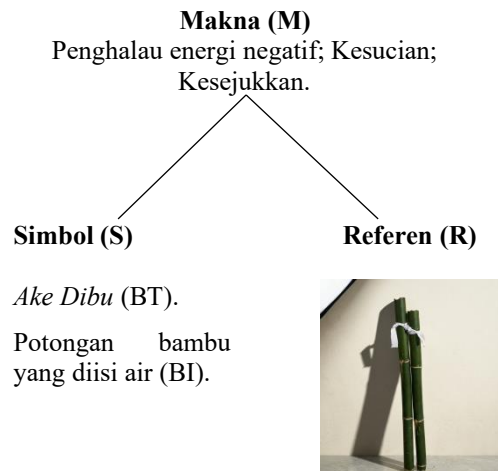 Makna (M)
Penghalau energi negatif; Kesucian;
Kesejukkan.
Simbol (S)
Referen (R)
Ake Dibu (BT).
Potongan bambu
yang diisi air (BI).